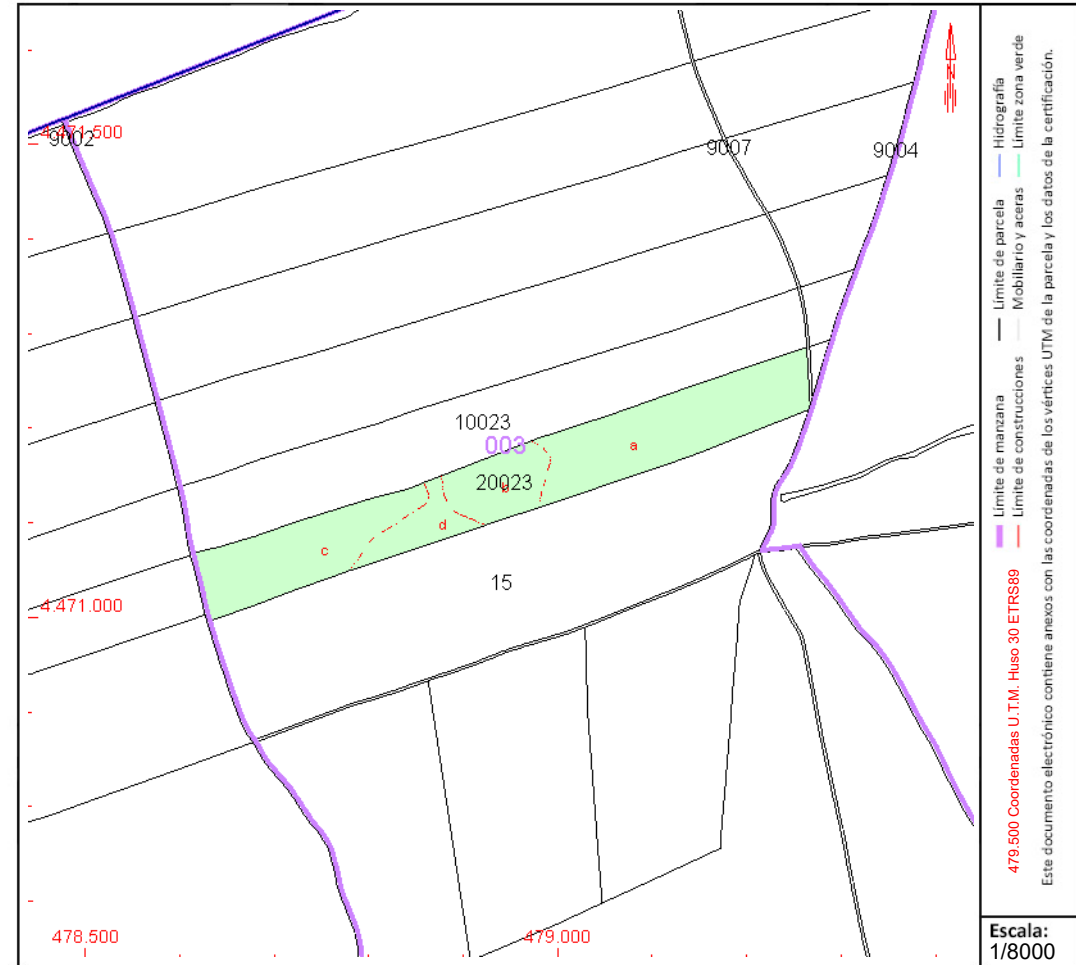 4.471.500
9002
9007
9004
10023
003
a
20023
b
d
c
15
4.471.000
478.500
479.000
N
Límite de manzana
Límite de parcela
Hidrografía
Límite de construcciones
Mobiliario y aceras
Límite zona verde
479.500 Coordenadas U.T.M. Huso 30 ETRS89
Este documento electrónico contiene anexos con las coordenadas de los vértices UTM de la parcela y los datos de la certificación.
Escala:
1/8000